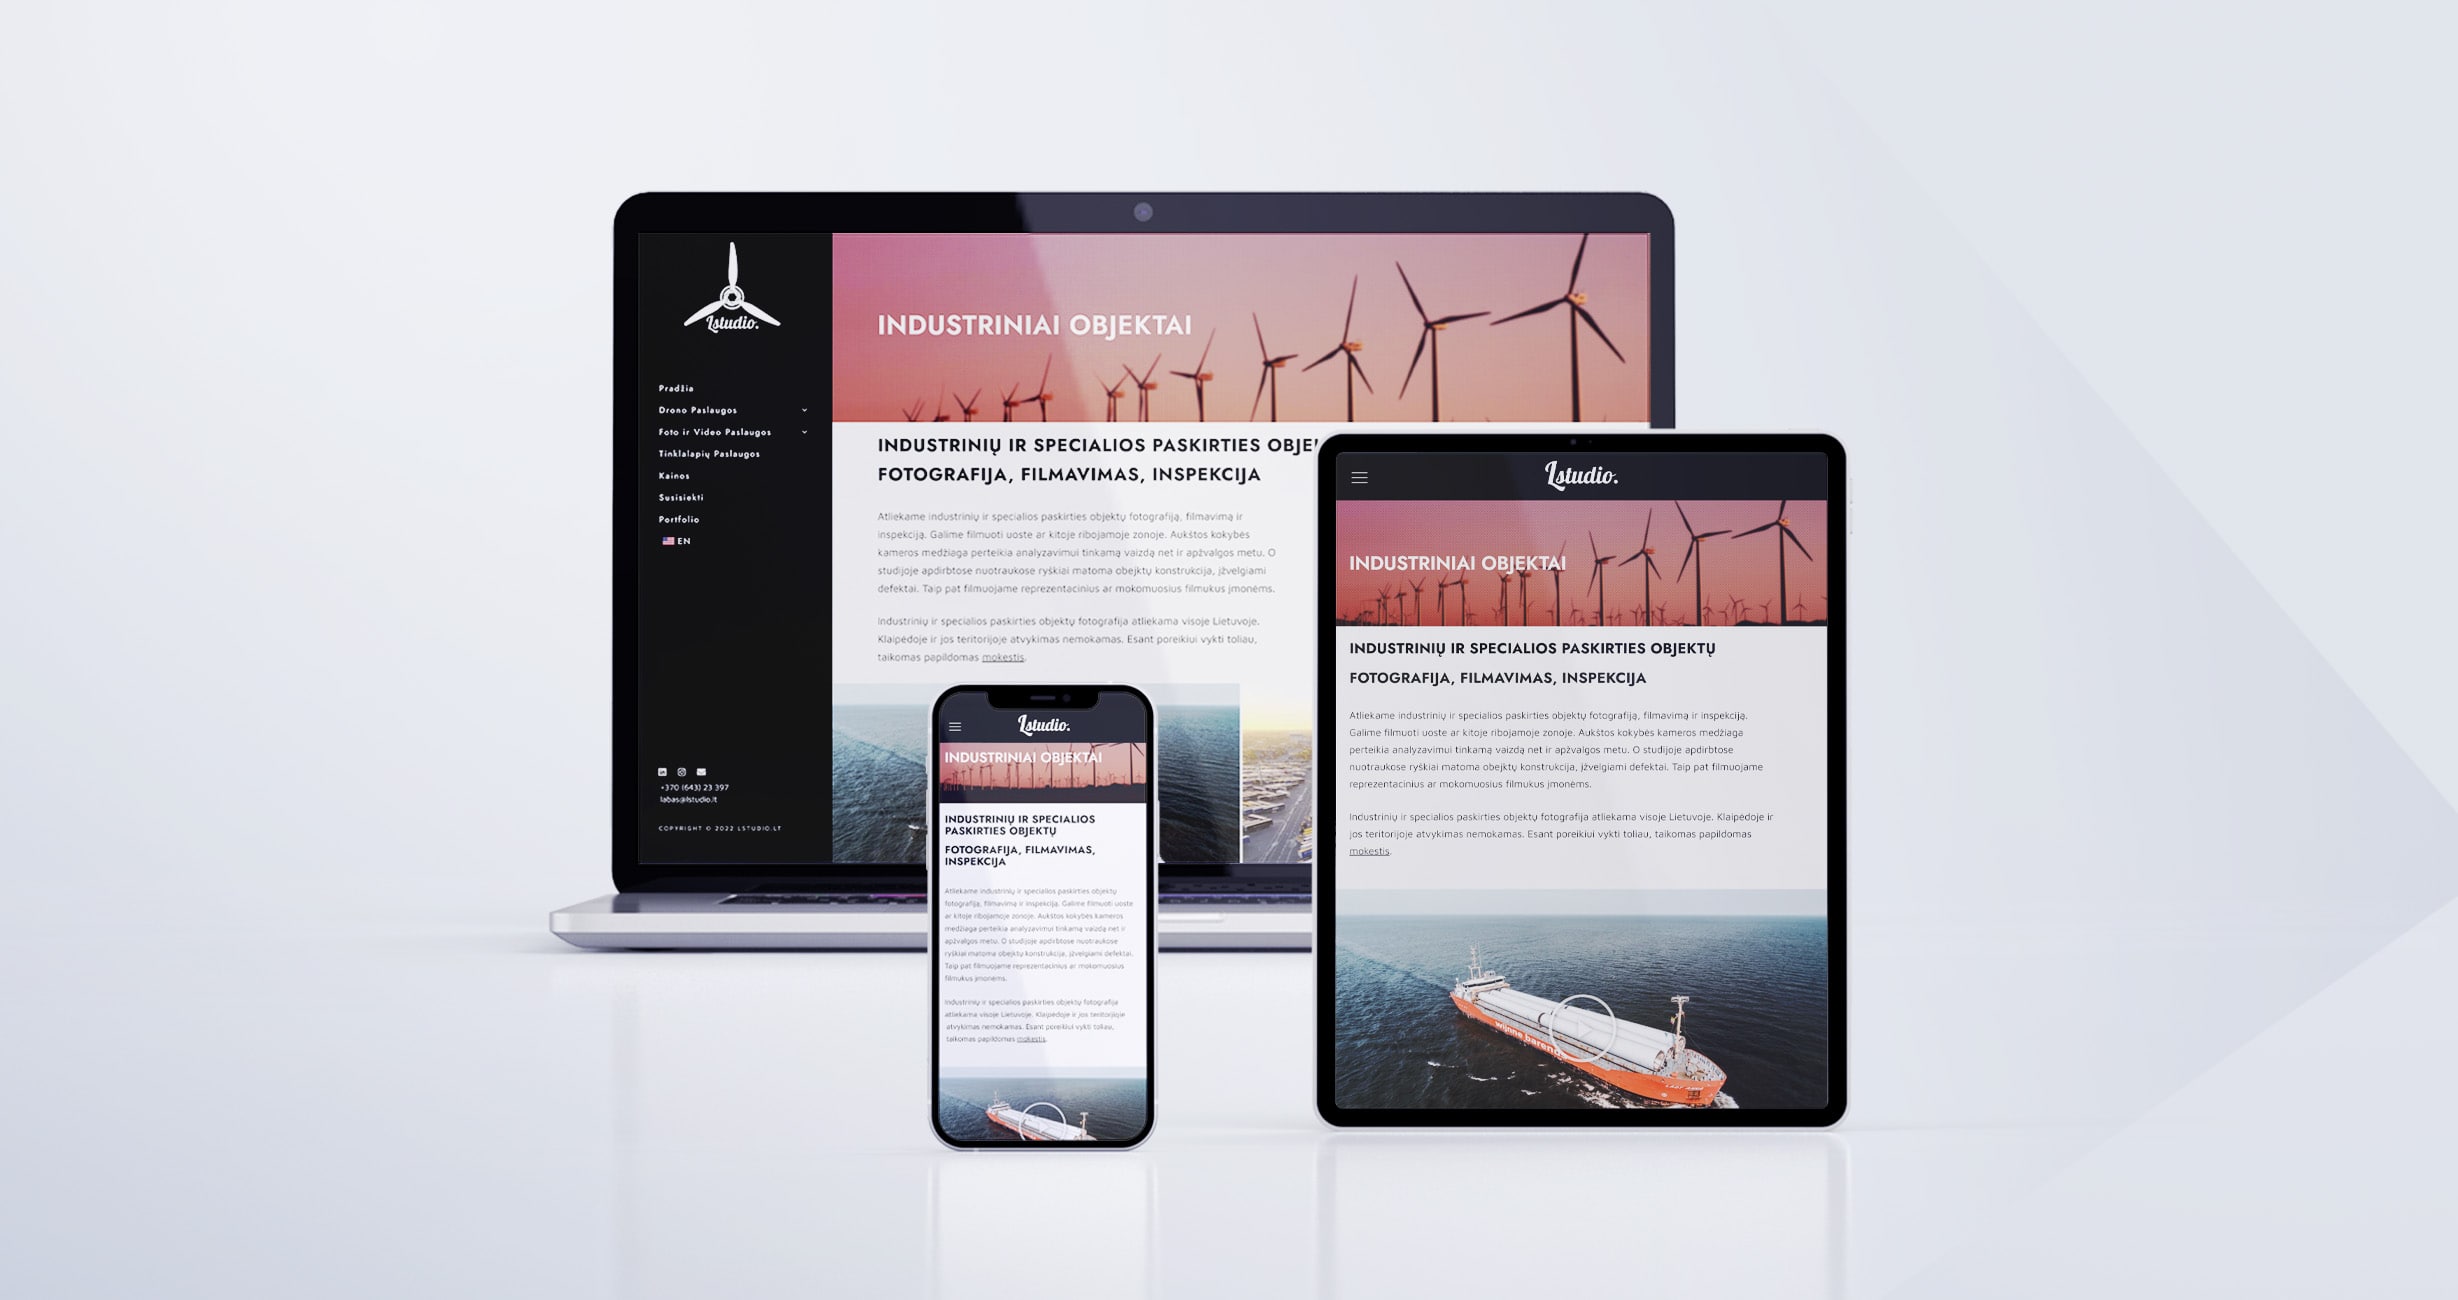 Lstudio.
Pradžia
Drono Paslaugos
Foto ir Video Paslaugos
Tinklalapių Paslaugos
Kainos
Susisiekti
Portfolio
EN
+370 (643) 23 397
labas@lstudio.lt
COPYRIGHT © 2022 LSTUDIO.LT
INDUSTRINIAI OBJEKTAI
INDUSTRINIŲ IR SPECIALIOS PASKIRTIES
FOTOGRAFIJA, FILMAVIMAS, INSPEKCIJA
Atliekame industrinių ir specialios paskirties objektų fotografiją, filmavimą ir
inspekciją. Galime filmuoti uoste ar kitoje ribojamoje zonoje. Aukštos kokybės
kameros medžiaga perteikia analyzavimui tinkamą vaizdą net ir apžvalgos metu. O
studijoje apdirbtose nuotraukose ryškiai matoma obejktų konstrukcija, įžvelgiami
defektai. Taip pat filmuojame reprezentacinius ar mokomuosius filmukus įmonėms.
Industrinių ir specialios paskirties objektų fotografija atliekama visoje Lietuvoje.
Klaipėdoje ir jos teritorijoje atvykimas nemokamas. Esant poreikiui vykti toliau,
taikomas papildomas mokestis.
Lstudio.
INDUSTRINIAI OBJEKTAI
INDUSTRINIŲ IR SPECIALIOS
PASKIRTIES OBJEKTŲ
FOTOGRAFIJA, FILMAVIMAS,
INSPEKCIJA
Atliekame industrinių ir specialios paskirties objektų
fotografiją, filmavimą ir inspekciją. Galime filmuoti uoste
ar kitoje ribojamoje zonoje. Aukštos kokybės kameros
medžiaga perteikia analyzavimui tinkamą vaizdą net ir
apžvalgos metu. O studijoje apdirbtose nuotraukose
ryškiai matoma obejktų konstrukcija, įžvelgiami defektai.
Taip pat filmuojame reprezentacinius ar mokomuosius
filmukus įmonėms.
Industrinių ir specialios paskirties objektų fotografija
atliekama visoje Lietuvoje. Klaipėdoje ir jos teritorijoje
atvykimas nemokamas. Esant poreikiui vykti toliau,
taikomas papildomas mokestis.
Lstudio.
INDUSTRINIAI OBJEKTAI
INDUSTRINIŲ IR SPECIALIOS PASKIRTIES OBJEKTŲ
FOTOGRAFIJA, FILMAVIMAS, INSPEKCIJA
Atliekame industrinių ir specialios paskirties objektų fotografiją, filmavimą ir inspekciją.
Galime filmuoti uoste ar kitoje ribojamoje zonoje. Aukštos kokybės kameros medžiaga
perteikia analyzavimui tinkamą vaizdą net ir apžvalgos metu. O studijoje apdirbtose
nuotraukose ryškiai matoma obejktų konstrukcija, įžvelgiami defektai. Taip pat filmuojame
reprezentacinius ar mokomuosius filmukus įmonėms.
Industrinių ir specialios paskirties objektų fotografija atliekama visoje Lietuvoje. Klaipėdoje ir
jos teritorijoje atvykimas nemokamas. Esant poreikiui vykti toliau, taikomas papildomas
mokestis.
wijnne barends